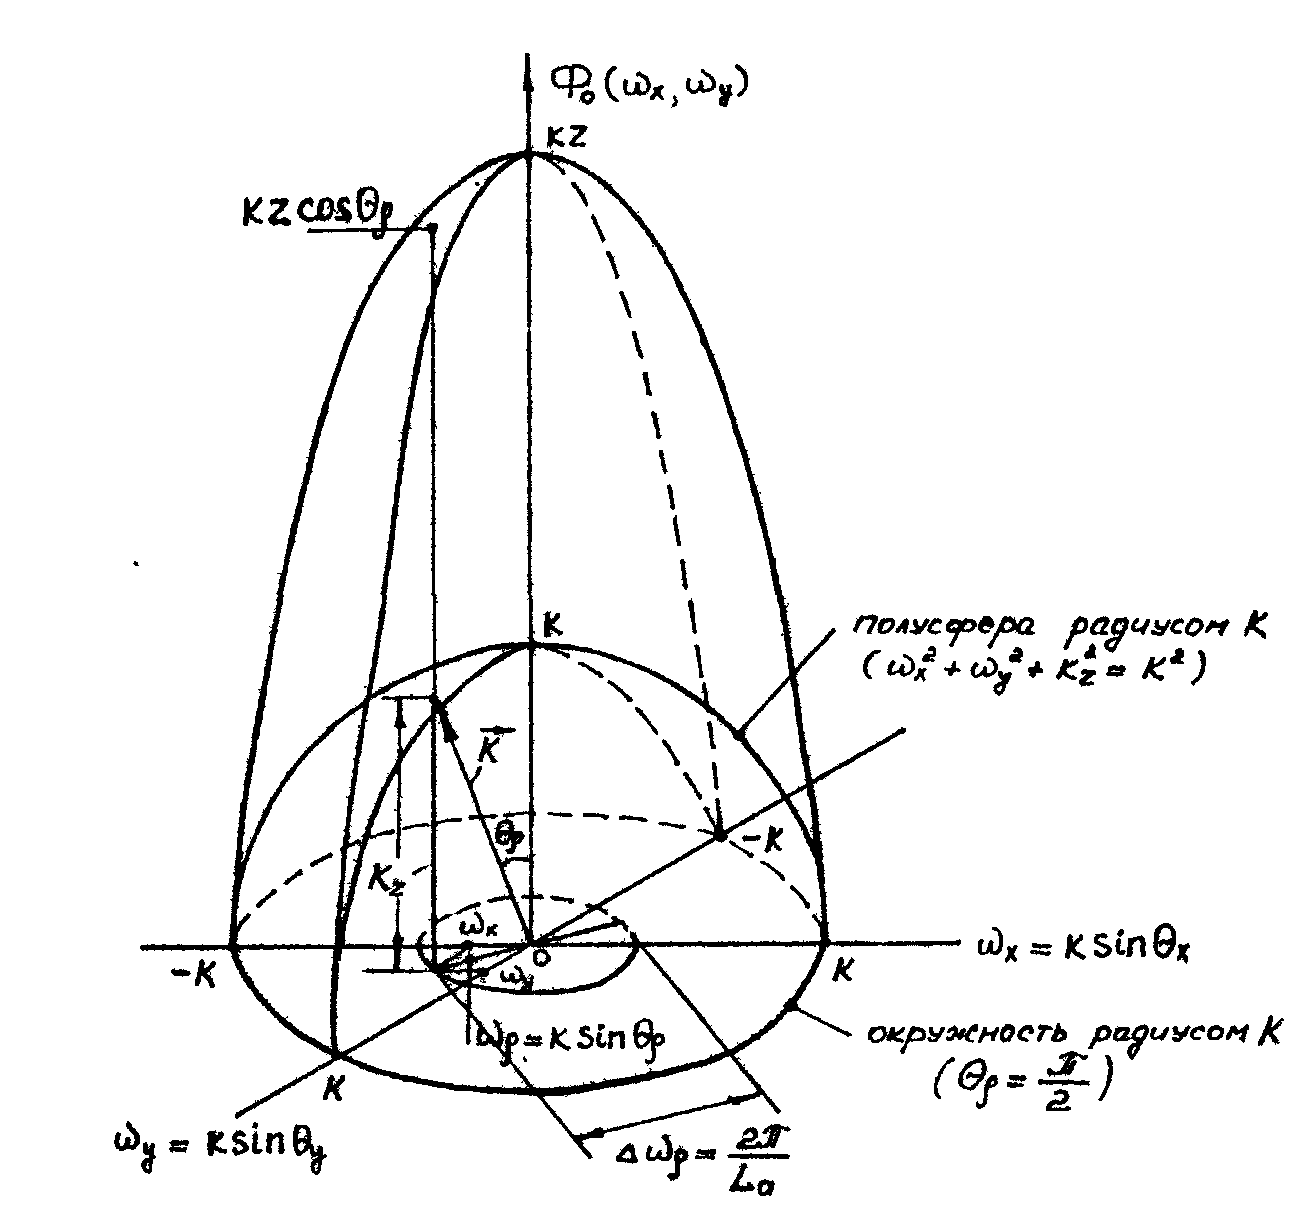 Φ₀(ωx, ωy)
KZ
KZ cosθρ
K
полусфера радиусом K
(ωx² + ωy² + Kz² = K²)
K⃗
θρ
-K
Kz
ωx
0
ωy
ωx = K sinθx
-K
K
ωρ = K sinθρ
окружность радиусом K
(θρ = π/2)
K
ωy = K sinθy
Δωρ = 2π/La